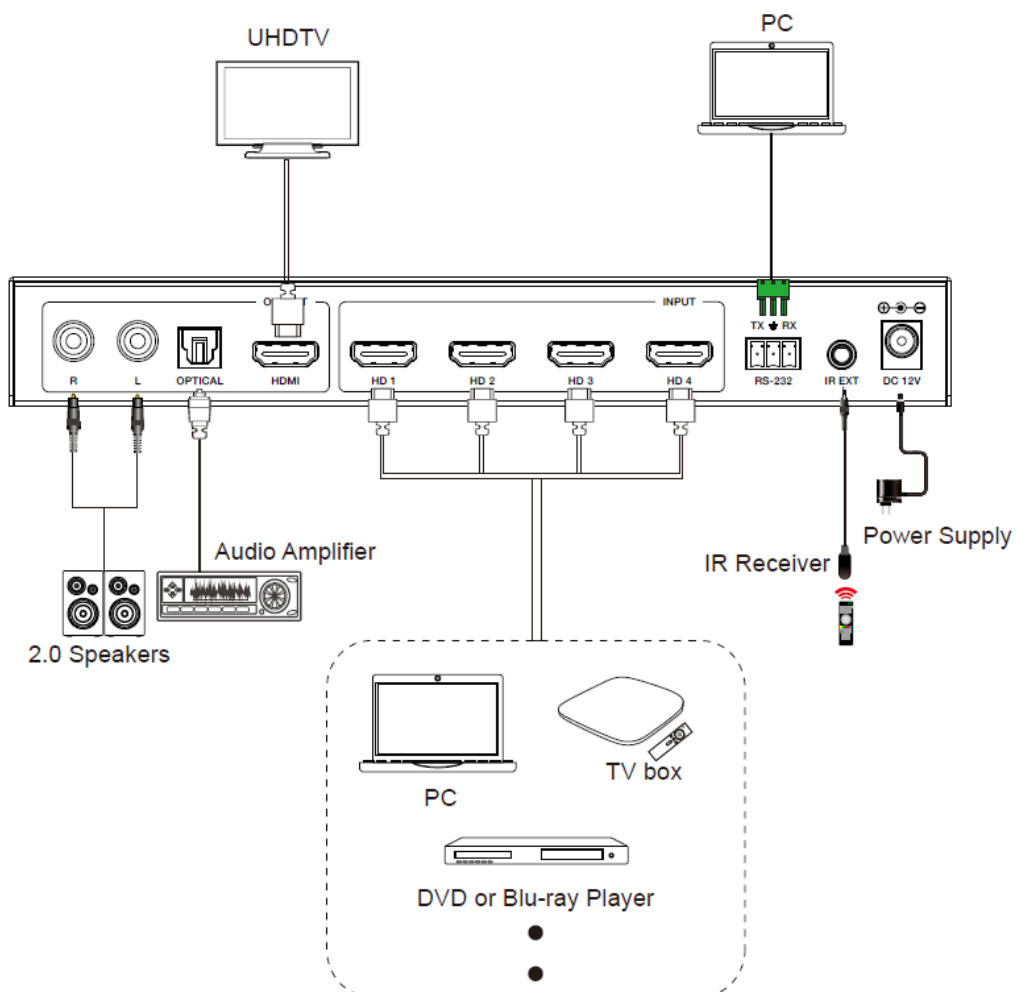 UHDTV
PC
OUTPUT
INPUT
TX RX
R
L
OPTICAL
HDMI
HD 1
HD 2
HD 3
HD 4
RS-232
IR EXT
DC 12V
Power Supply
Audio Amplifier
IR Receiver
2.0 Speakers
TV box
PC
DVD or Blu-ray Player